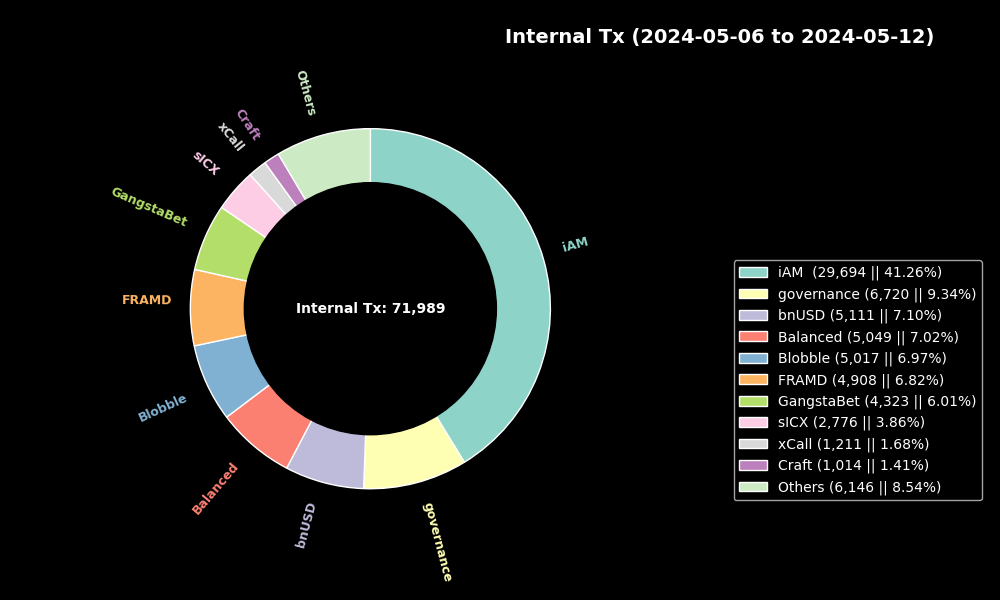 Internal Tx (2024-05-06 to 2024-05-12)
Others
Craft
xCall
sICX
GangstaBet
FRAMD
Blobble
Balanced
bnUSD
governance
iAM
Internal Tx: 71,989
iAM  (29,694 || 41.26%)
governance (6,720 || 9.34%)
bnUSD (5,111 || 7.10%)
Balanced (5,049 || 7.02%)
Blobble (5,017 || 6.97%)
FRAMD (4,908 || 6.82%)
GangstaBet (4,323 || 6.01%)
sICX (2,776 || 3.86%)
xCall (1,211 || 1.68%)
Craft (1,014 || 1.41%)
Others (6,146 || 8.54%)